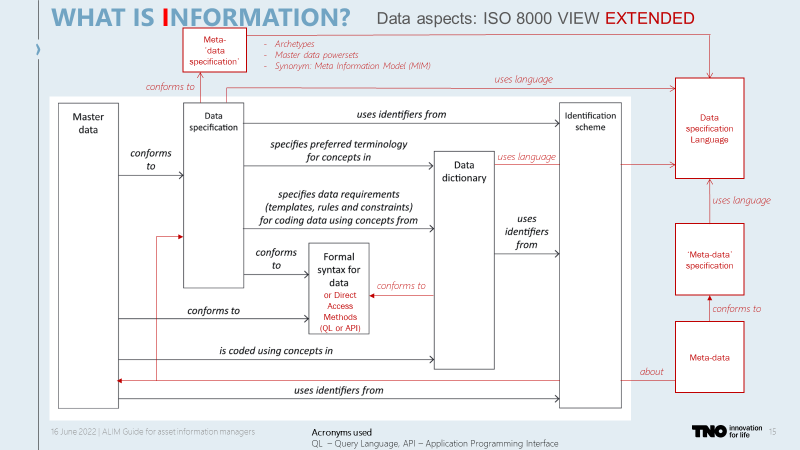 WHAT IS INFORMATION?
Data aspects: ISO 8000 VIEW EXTENDED
Meta-
‘data
specification’
- Archetypes
- Master data powersets
- Synonym: Meta Information Model (MIM)
conforms to
uses language
Master
data
Data
specification
uses identifiers from
Identification
scheme
Data
specification
Language
conforms
to
specifies preferred terminology
for concepts in
Data
dictionary
uses language
specifies data requirements
(templates, rules and constraints)
for coding data using concepts from
uses language
uses
identifiers
from
conforms
to
Formal
syntax for
data
or Direct
Access
Methods
(QL or API)
conforms to
‘Meta-data’
specification
conforms to
conforms to
is coded using concepts in
Meta-data
about
uses identifiers from
16 June 2022 | ALIM Guide for asset information managers
Acronyms used
QL – Query Language, API – Application Programming Interface
TNO innovation
for life
15